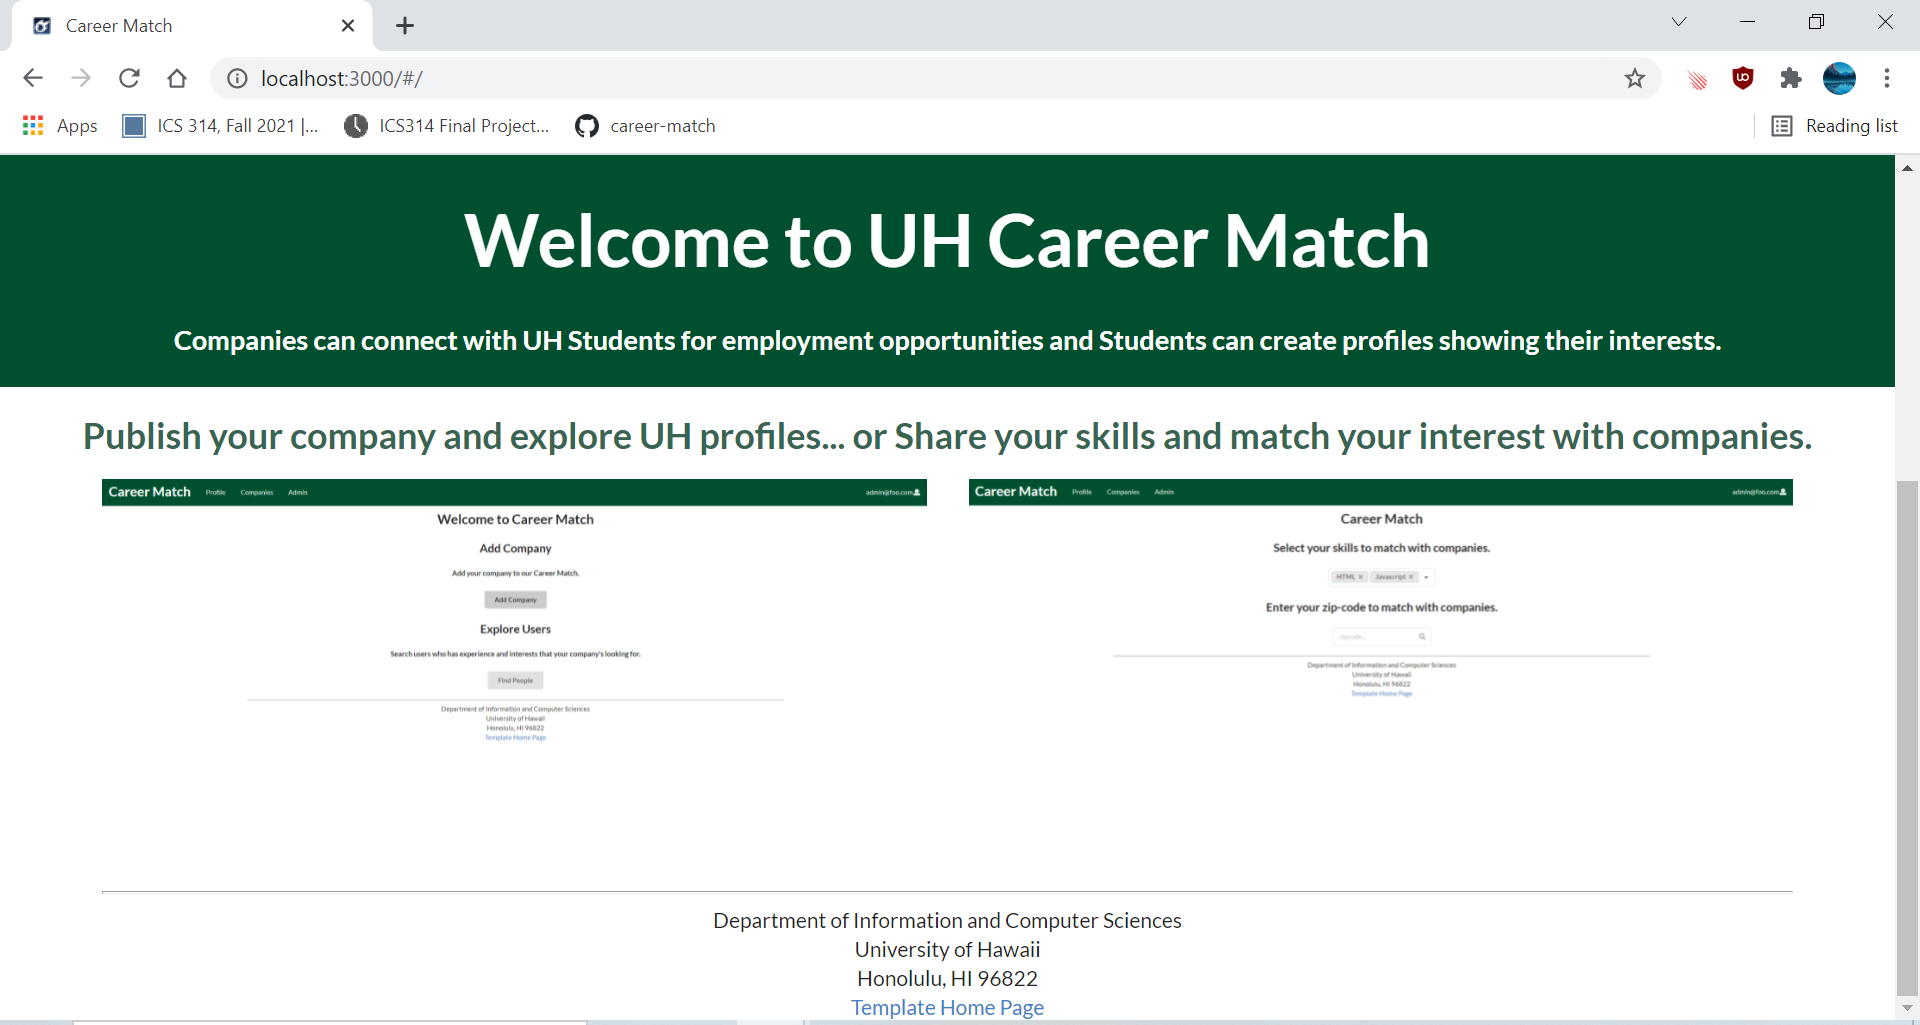 Career Match
localhost:3000/#/
Apps
ICS 314, Fall 2021 |...
ICS314 Final Project...
career-match
Reading list
Welcome to UH Career Match
Companies can connect with UH Students for employment opportunities and Students can create profiles showing their interests.
Publish your company and explore UH profiles... or Share your skills and match your interest with companies.
Career Match Profile Companies Admin admin@foo.com
Welcome to Career Match
Add Company
Add your company to our Career Match.
Add Company
Explore Users
Search users who has experience and interests that your company's looking for.
Find People
Department of Information and Computer Sciences
University of Hawaii
Honolulu, HI 96822
Template Home Page
Career Match Profile Companies Admin admin@foo.com
Career Match
Select your skills to match with companies.
HTML Javascript
Enter your zip-code to match with companies.
zipcode...
Department of Information and Computer Sciences
University of Hawaii
Honolulu, HI 96822
Template Home Page
Department of Information and Computer Sciences
University of Hawaii
Honolulu, HI 96822
Template Home Page